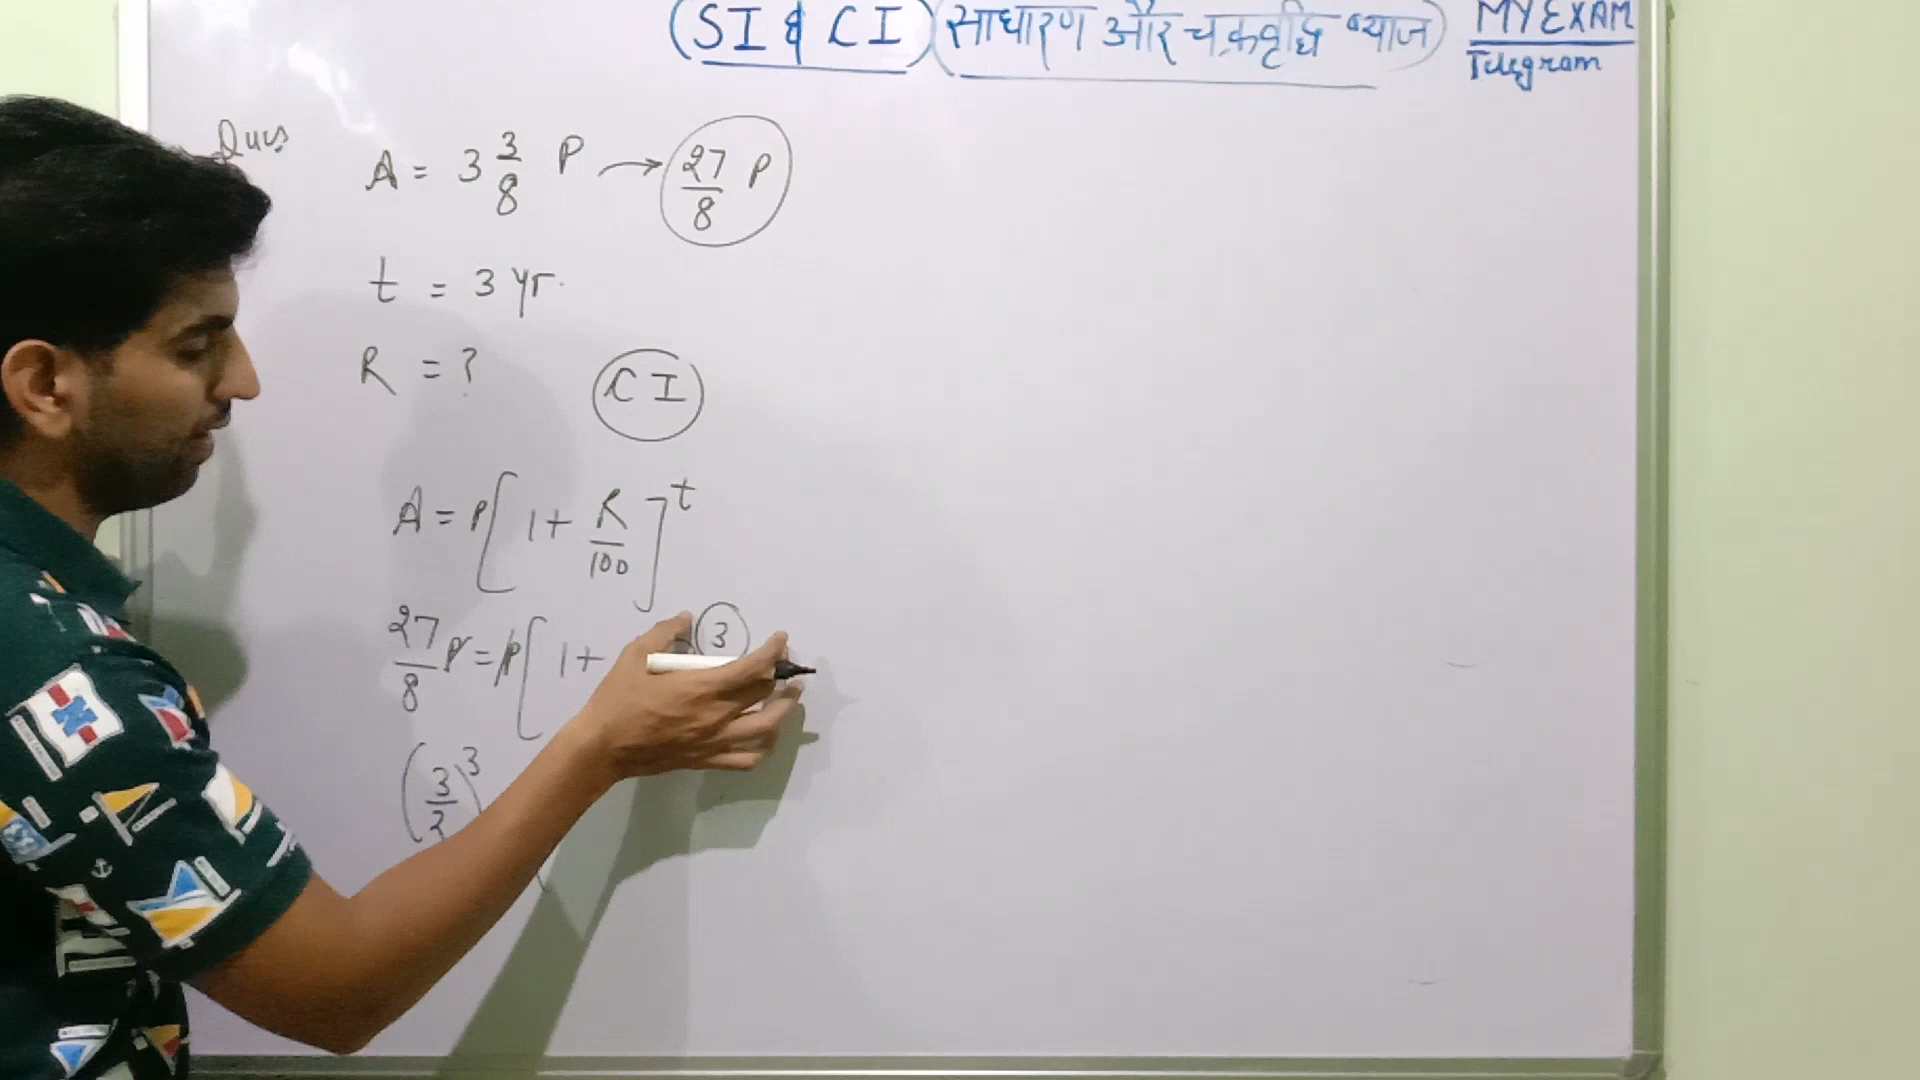 (SI & CI) (साधारण और चक्रवृद्धि ब्याज)
MY EXAM
Telegram
Ques
A = 3 3/8 P → 27/8 P
t = 3 yr.
R = ?
CI
A = P[1 + R/100]^t
27/8 P = P[1 + 3
(3/2)^3